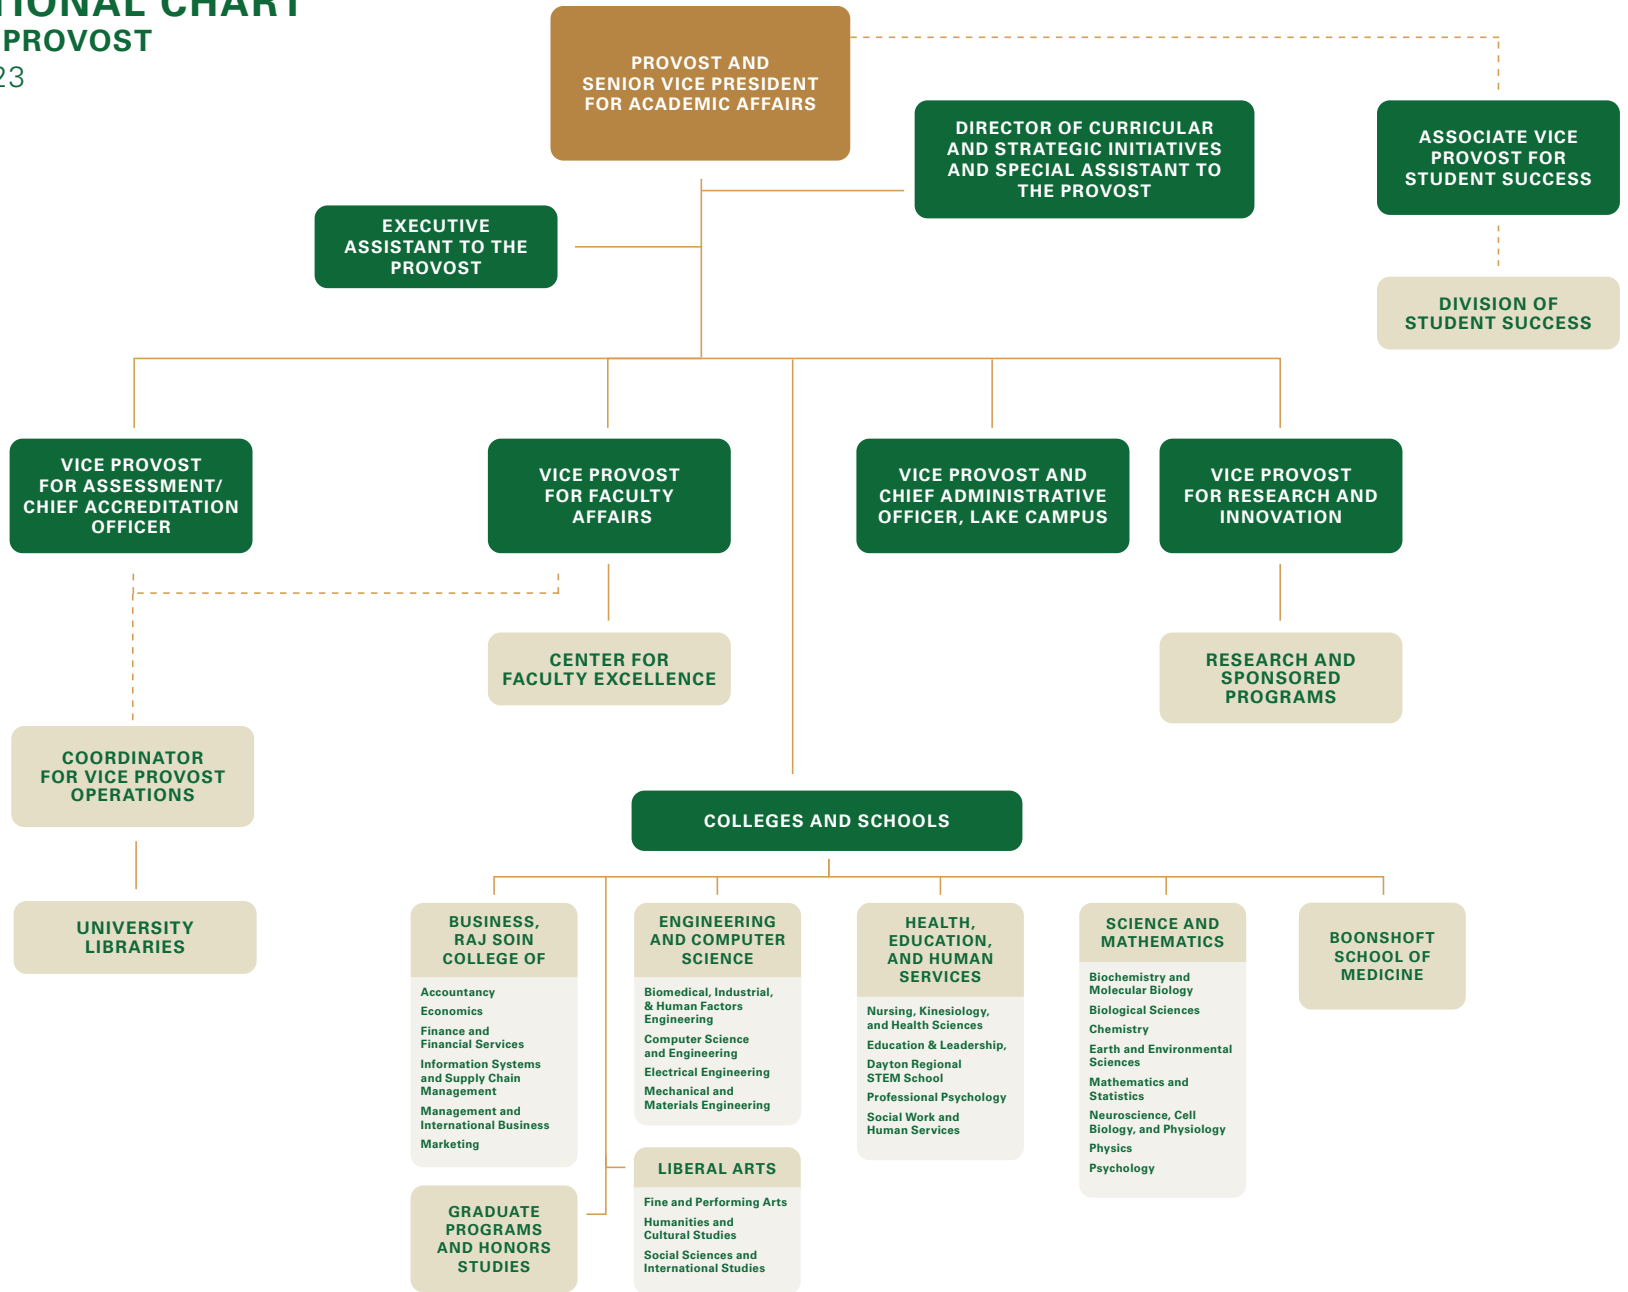 TIONAL CHART
PROVOST
23
PROVOST AND
SENIOR VICE PRESIDENT
FOR ACADEMIC AFFAIRS
DIRECTOR OF CURRICULAR
AND STRATEGIC INITIATIVES
AND SPECIAL ASSISTANT TO
THE PROVOST
ASSOCIATE VICE
PROVOST FOR
STUDENT SUCCESS
EXECUTIVE
ASSISTANT TO THE
PROVOST
DIVISION OF
STUDENT SUCCESS
VICE PROVOST
FOR ASSESSMENT/
CHIEF ACCREDITATION
OFFICER
VICE PROVOST
FOR FACULTY
AFFAIRS
VICE PROVOST AND
CHIEF ADMINISTRATIVE
OFFICER, LAKE CAMPUS
VICE PROVOST
FOR RESEARCH AND
INNOVATION
CENTER FOR
FACULTY EXCELLENCE
RESEARCH AND
SPONSORED
PROGRAMS
COORDINATOR
FOR VICE PROVOST
OPERATIONS
COLLEGES AND SCHOOLS
UNIVERSITY
LIBRARIES
BUSINESS,
RAJ SOIN
COLLEGE OF
Accountancy
Economics
Finance and
Financial Services
Information Systems
and Supply Chain
Management
Management and
International Business
Marketing
GRADUATE
PROGRAMS
AND HONORS
STUDIES
ENGINEERING
AND COMPUTER
SCIENCE
Biomedical, Industrial,
& Human Factors
Engineering
Computer Science
and Engineering
Electrical Engineering
Mechanical and
Materials Engineering
LIBERAL ARTS
Fine and Performing Arts
Humanities and
Cultural Studies
Social Sciences and
International Studies
HEALTH,
EDUCATION,
AND HUMAN
SERVICES
Nursing, Kinesiology,
and Health Sciences
Education & Leadership,
Dayton Regional
STEM School
Professional Psychology
Social Work and
Human Services
SCIENCE AND
MATHEMATICS
Biochemistry and
Molecular Biology
Biological Sciences
Chemistry
Earth and Environmental
Sciences
Mathematics and
Statistics
Neuroscience, Cell
Biology, and Physiology
Physics
Psychology
BOONSHOFT
SCHOOL OF
MEDICINE